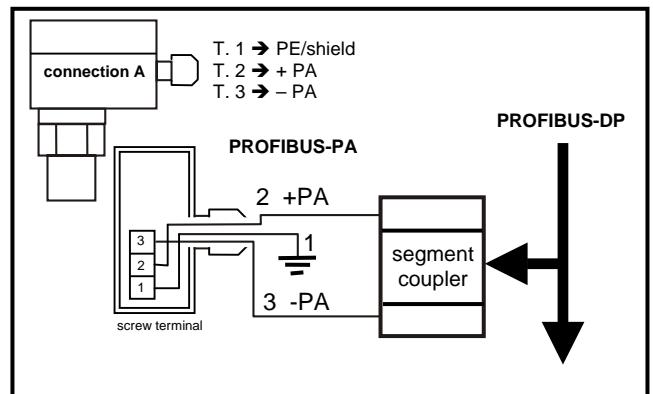 connection A
T. 1 ➔ PE/shield
T. 2 ➔ + PA
T. 3 ➔ – PA
PROFIBUS-DP
PROFIBUS-PA
2 +PA
3
2
1
1
segment
coupler
3 -PA
screw terminal